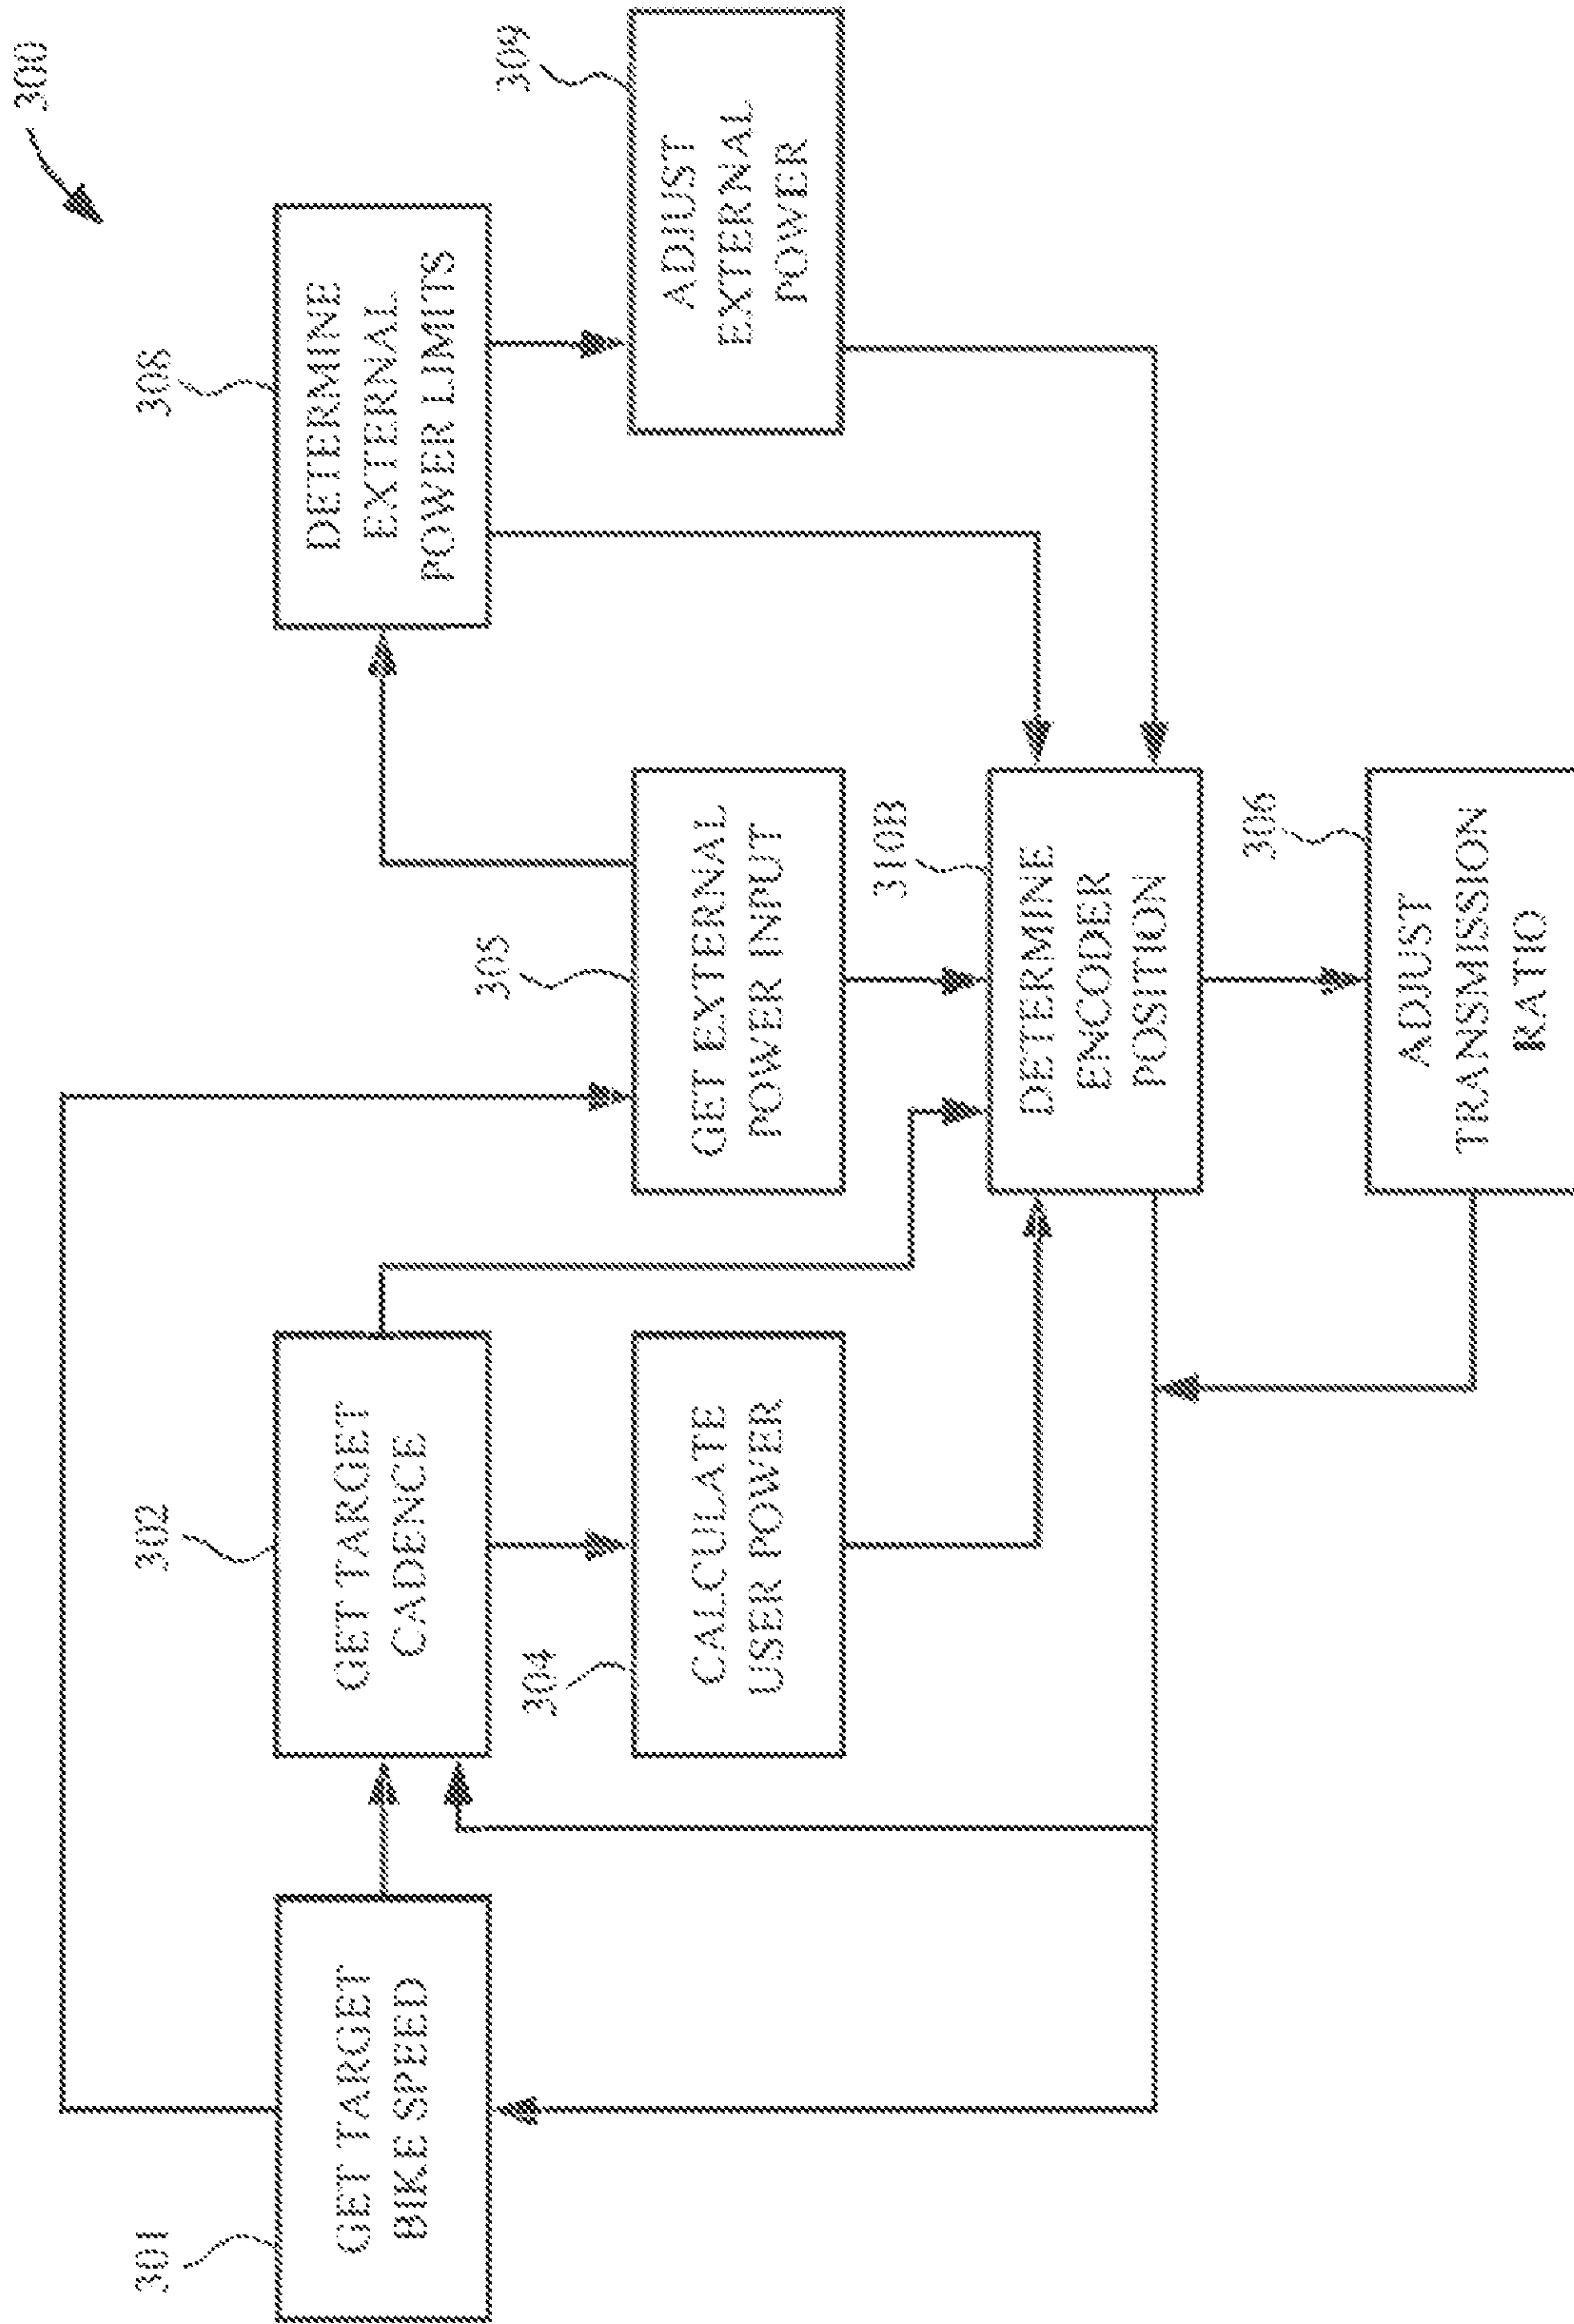 300
301
GET TARGET
BIKE SPEED
302
GET TARGET
CADENCE
304
CALCULATE
USER POWER
305
GET EXTERNAL
POWER INPUT
308
DETERMINE
EXTERNAL
POWER LIMITS
309
ADJUST
EXTERNAL
POWER
310B
DETERMINE
ENCODER
POSITION
306
ADJUST
TRANSMISSION
RATIO